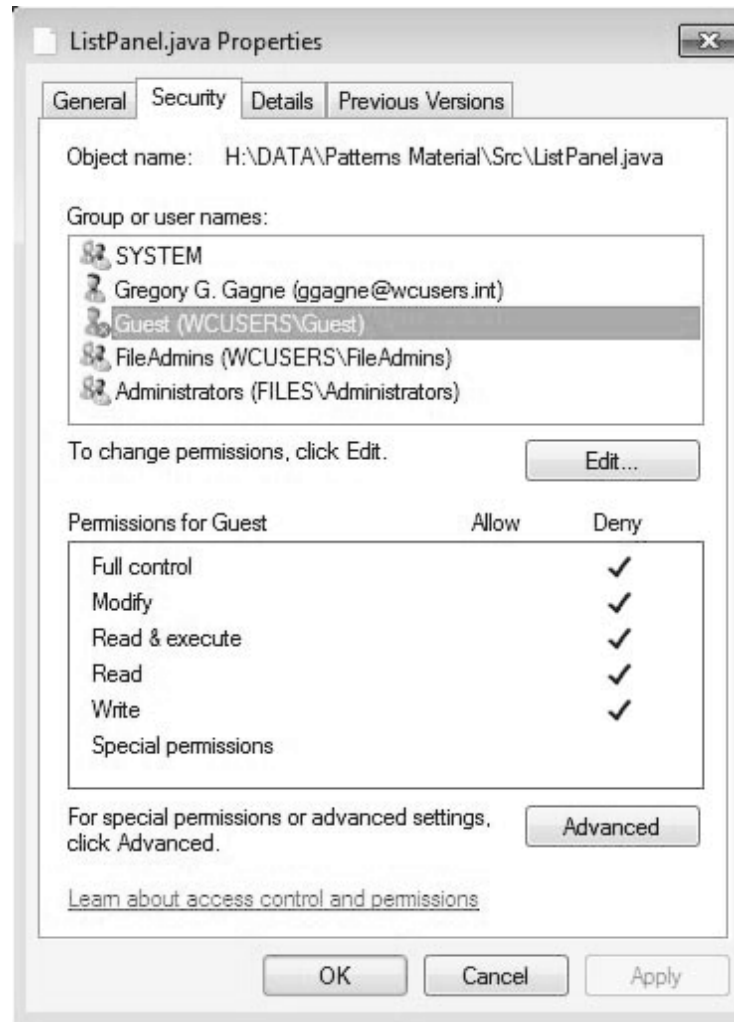 ListPanel.java Properties
General Security Details Previous Versions
Object name: H:\DATA\Patterns Material\Src\ListPanel.java
Group or user names:
SYSTEM
Gregory G. Gagne (ggagne@wcusers.int)
Guest (WCUSERS\Guest)
FileAdmins (WCUSERS\FileAdmins)
Administrators (FILES\Administrators)
To change permissions, click Edit. Edit...
Permissions for Guest Allow Deny
Full control
Modify
Read & execute
Read
Write
Special permissions
For special permissions or advanced settings, Advanced
click Advanced.
Learn about access control and permissions
OK Cancel Apply